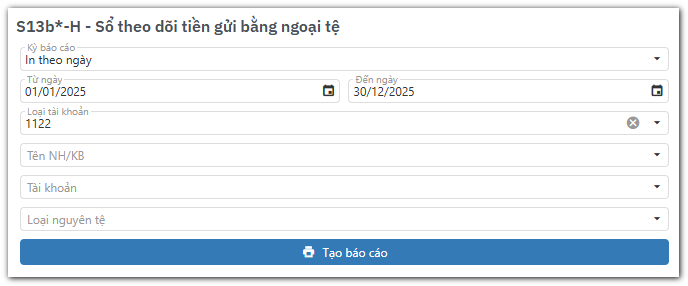 S13b*-H - Sổ theo dõi tiền gửi bằng ngoại tệ
Kỳ báo cáo
In theo ngày
Từ ngày
01/01/2025
Đến ngày
30/12/2025
Loại tài khoản
1122
Tên NH/KB
Tài khoản
Loại nguyên tệ
Tạo báo cáo